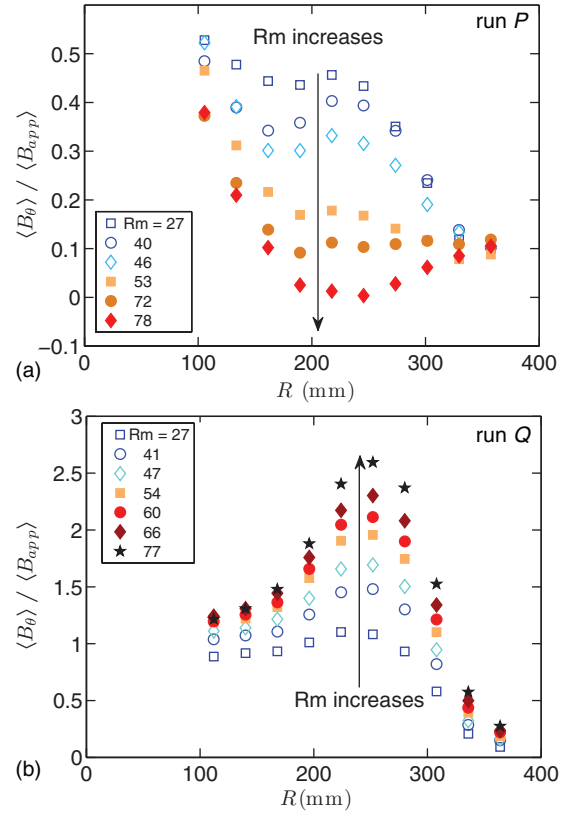 run P
Rm increases
0.5
0.4
0.3
0.2
0.1
0
−0.1
⟨Bθ⟩ / ⟨Bapp⟩
Rm = 27
40
46
53
72
78
0
100
200
300
400
R (mm)
(a)
run Q
3
2.5
2
1.5
1
0.5
0
⟨Bθ⟩ / ⟨Bapp⟩
Rm = 27
41
47
54
60
66
77
Rm increases
0
100
200
300
400
R (mm)
(b)